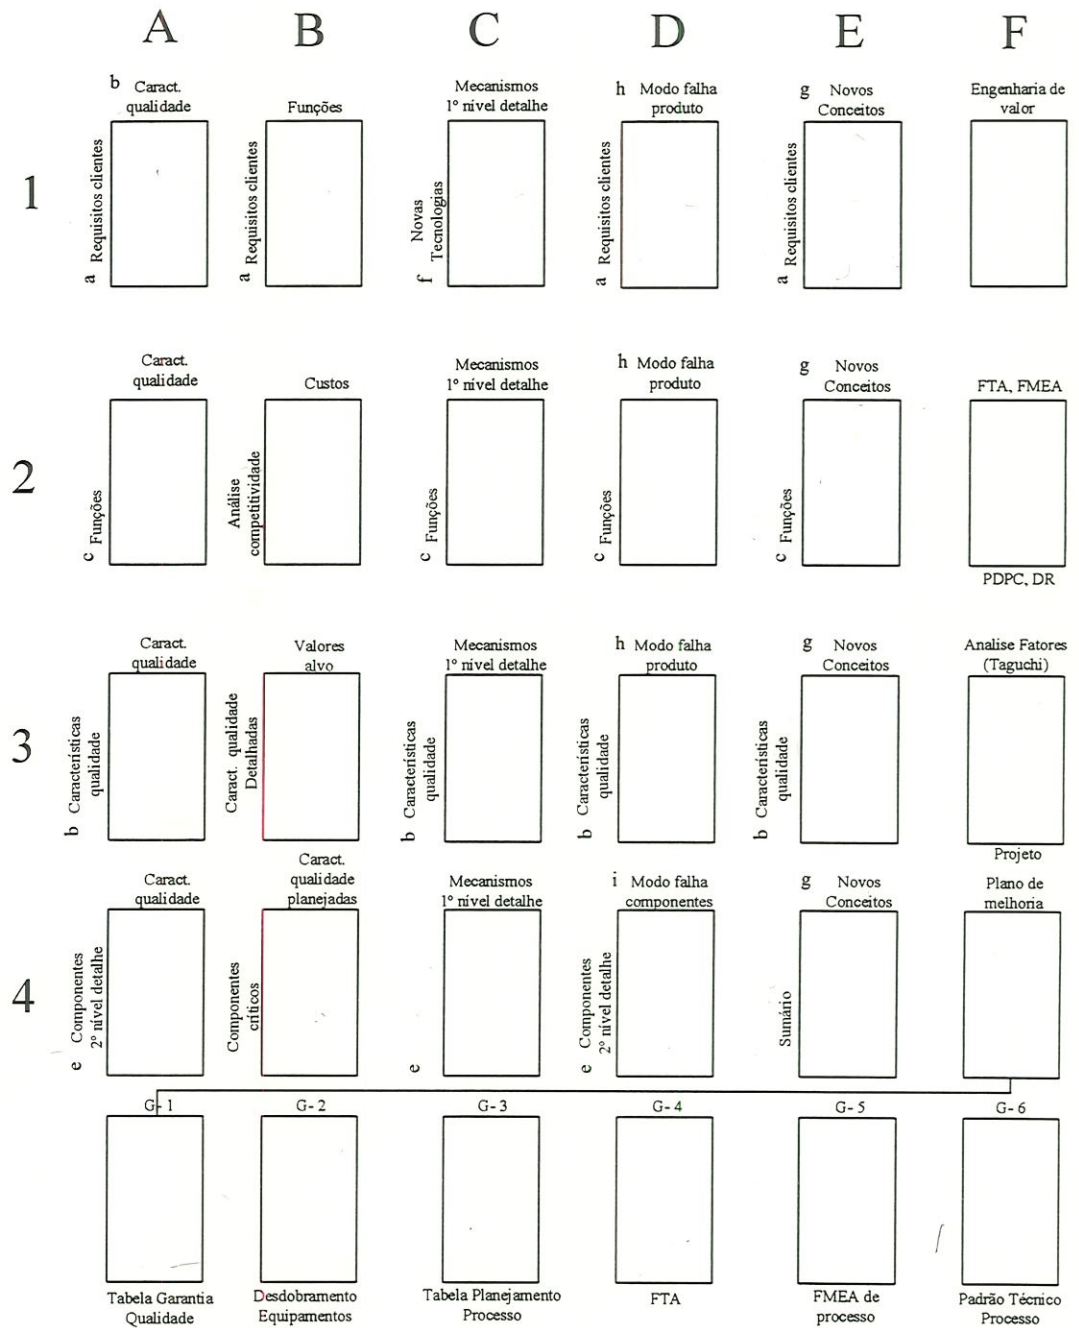 A B C D E F
1
b Caract.
qualidade
a Requisitos clientes
Funções
a Requisitos clientes
Mecanismos
1º nível detalhe
f Novas
Tecnologias
h Modo falha
produto
a Requisitos clientes
g Novos
Conceitos
a Requisitos clientes
Engenharia de
valor
2
Caract.
qualidade
c Funções
Custos
Análise
competitividade
Mecanismos
1º nível detalhe
c Funções
h Modo falha
produto
c Funções
g Novos
Conceitos
c Funções
FTA, FMEA
PDPC, DR
3
Caract.
qualidade
b Características
qualidade
Valores
alvo
Caract. qualidade
Detalhadas
Mecanismos
1º nível detalhe
b Características
qualidade
h Modo falha
produto
b Características
qualidade
g Novos
Conceitos
b Características
qualidade
Analise Fatores
(Taguchi)
Projeto
4
Caract.
qualidade
e Componentes
2º nível detalhe
Caract.
qualidade
planejadas
Componentes
críticos
Mecanismos
1º nível detalhe
e
i Modo falha
componentes
e Componentes
2º nível detalhe
g Novos
Conceitos
Sumário
Plano de
melhoria
G-1 G-2 G-3 G-4 G-5 G-6
Tabela Garantia
Qualidade
Desdobramento
Equipamentos
Tabela Planejamento
Processo
FTA
FMEA de
processo
Padrão Técnico
Processo